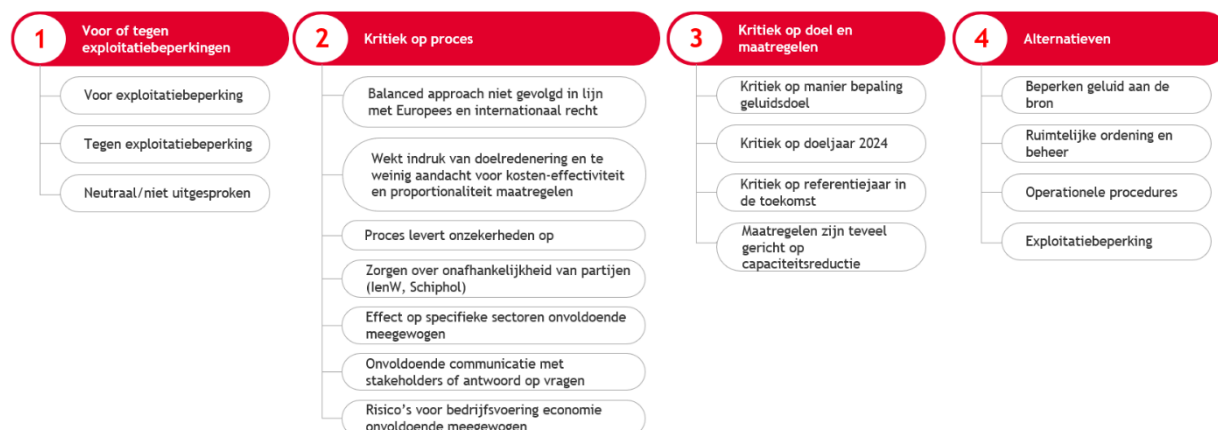 1
Voor of tegen
exploitatiebeperkingen
Voor exploitatiebeperking
Tegen exploitatiebeperking
Neutraal/niet uitgesproken
2
Kritiek op proces
Balanced approach niet gevolgd in lijn
met Europees en internationaal recht
Wekt indruk van doelredenering en te
weinig aandacht voor kosten-effectiviteit
en proportionaliteit maatregelen
Proces levert onzekerheden op
Zorgen over onafhankelijkheid van partijen
(IenW, Schiphol)
Effect op specifieke sectoren onvoldoende
meegewogen
Onvoldoende communicatie met
stakeholders of antwoord op vragen
Risico's voor bedrijfsvoering economie
onvoldoende meegewogen
3
Kritiek op doel en
maatregelen
Kritiek op manier bepaling
geluidsdoel
Kritiek op doeljaar 2024
Kritiek op referentiejaar in
de toekomst
Maatregelen zijn teveel
gericht op
capaciteitsreductie
4
Alternatieven
Beperken geluid aan de
bron
Ruimtelijke ordening en
beheer
Operationele procedures
Exploitatiebeperking